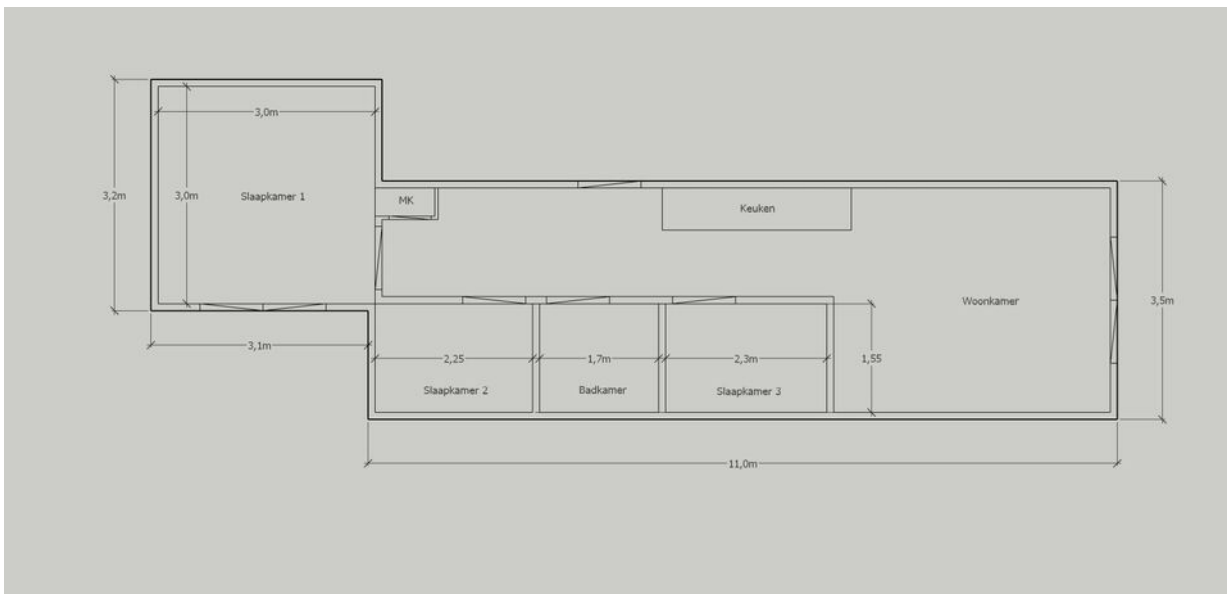 3,0m
3,2m
3,0m
Slaapkamer 1
MK
Keuken
Woonkamer
3,5m
3,1m
2,25
1,7m
2,3m
1,55
Slaapkamer 2
Badkamer
Slaapkamer 3
11,0m